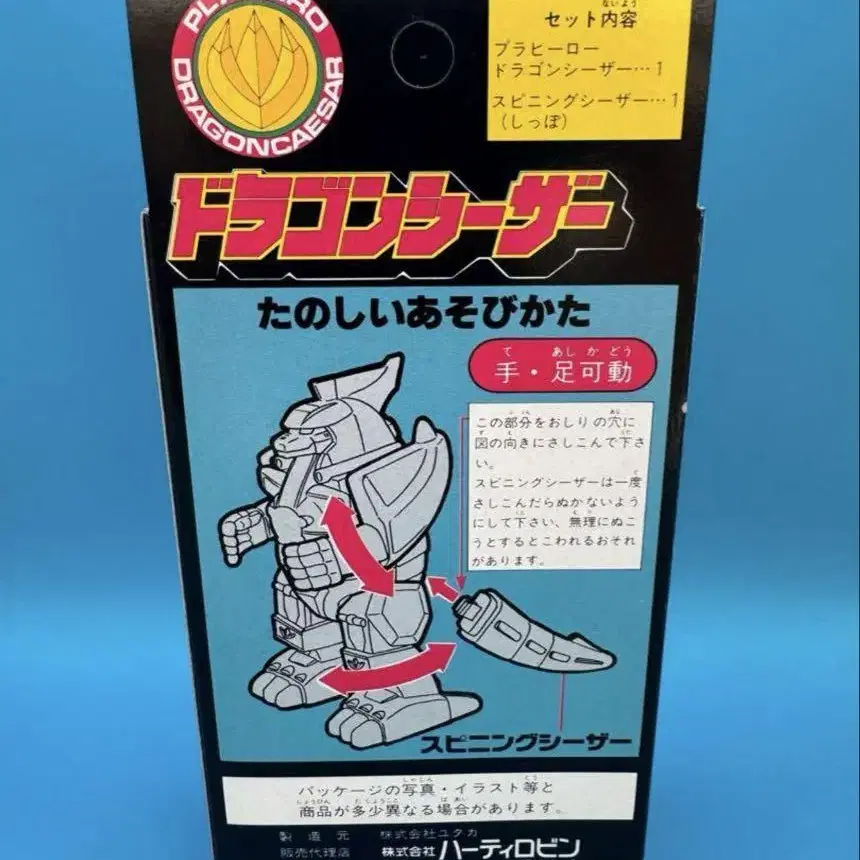 PLA HERO
DRAGONCAESAR
セット内容
プラヒーロー
ドラゴンシーザー…1
スピニングシーザー…1
（しっぽ）
ドラゴンシーザー
たのしいあそびかた
手・足可動
この部分をおしりの穴に
図の向きにさしこんで下さ
い。
スピニングシーザーは一度
さしこんだらぬかないよう
にして下さい、無理にぬこ
うとするとこわれるおそれ
があります。
スピニングシーザー
パッケージの写真・イラスト等と
商品が多少異なる場合があります。
製造元 株式会社ユタカ
販売代理店 株式会社ハーティロビン